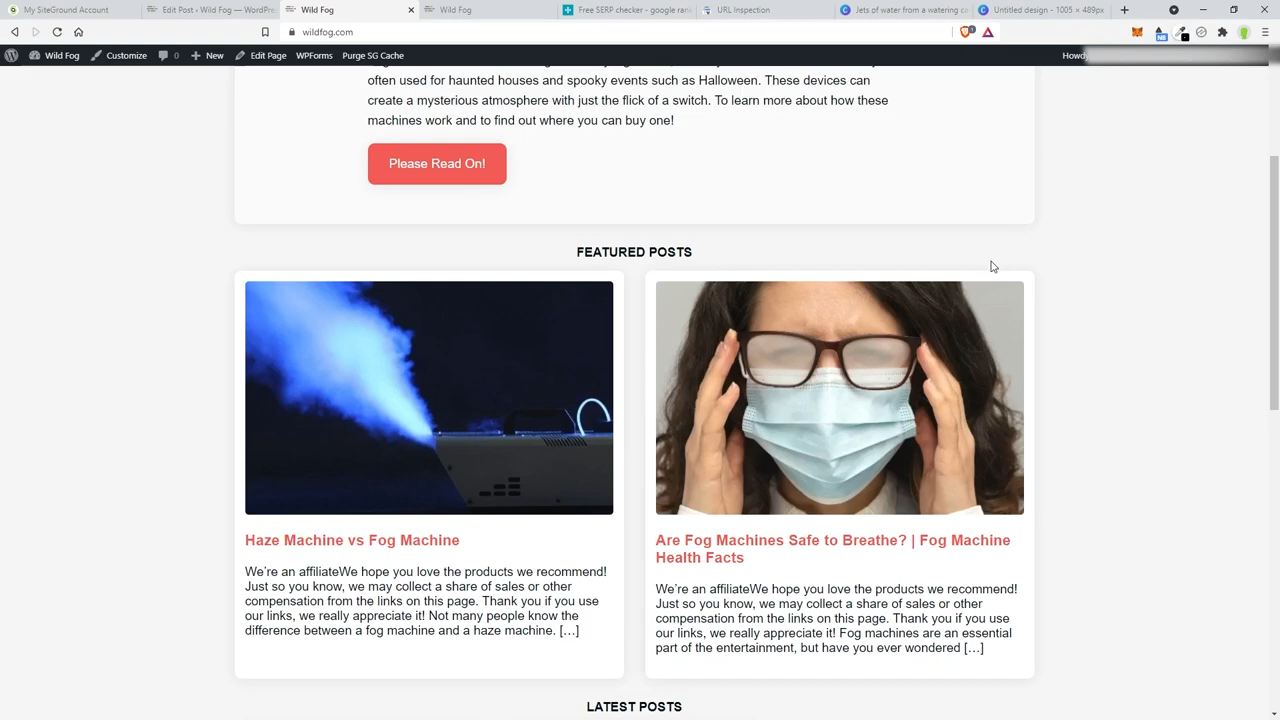 My SiteGround Account
Edit Post ‹ Wild Fog — WordPre
Wild Fog
Wild Fog
Free SERP checker - google rank
URL Inspection
Jets of water from a watering ca
Untitled design - 1005 × 489px
wildfog.com
Wild Fog
Customize
0
New
Edit Page
WPForms
Purge SG Cache
Howdy
often used for haunted houses and spooky events such as Halloween. These devices can
create a mysterious atmosphere with just the flick of a switch. To learn more about how these
machines work and to find out where you can buy one!
Please Read On!
FEATURED POSTS
Haze Machine vs Fog Machine
We're an affiliateWe hope you love the products we recommend!
Just so you know, we may collect a share of sales or other
compensation from the links on this page. Thank you if you use
our links, we really appreciate it! Not many people know the
difference between a fog machine and a haze machine. […]
Are Fog Machines Safe to Breathe? | Fog Machine
Health Facts
We're an affiliateWe hope you love the products we recommend!
Just so you know, we may collect a share of sales or other
compensation from the links on this page. Thank you if you use
our links, we really appreciate it! Fog machines are an essential
part of the entertainment, but have you ever wondered […]
LATEST POSTS